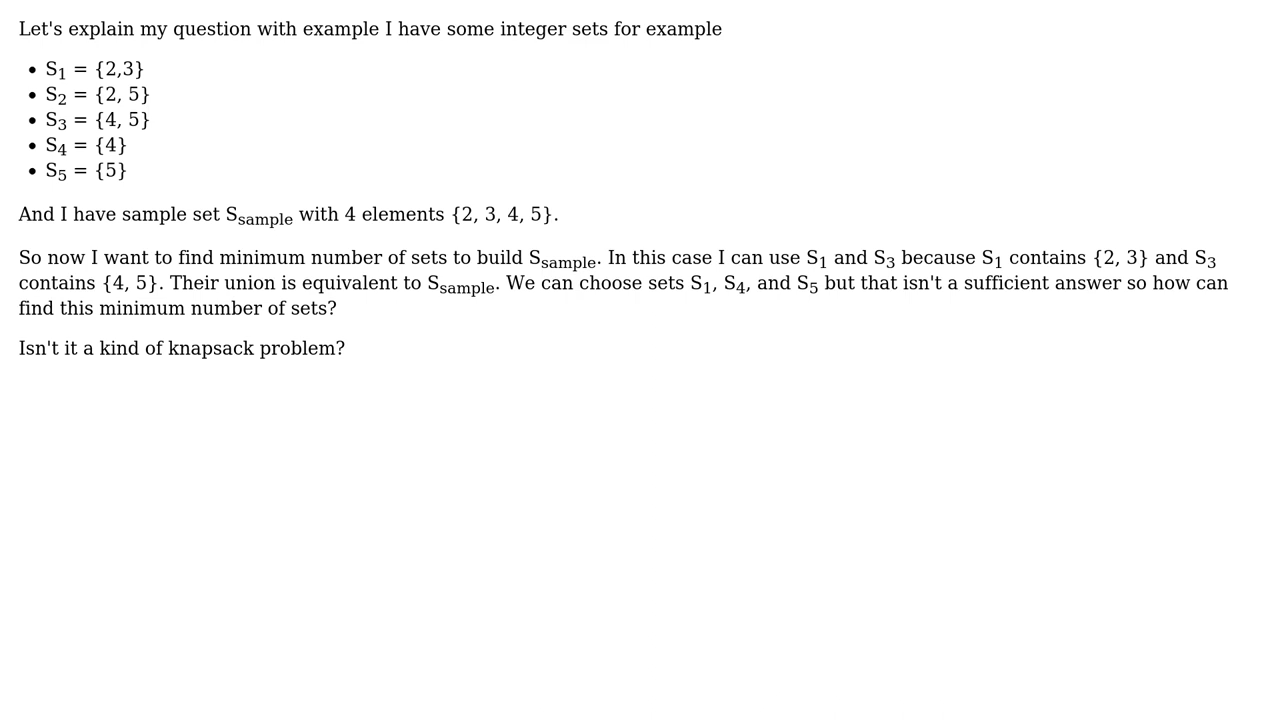 Let's explain my question with example I have some integer sets for example
• S1 = {2,3}
• S2 = {2, 5}
• S3 = {4, 5}
• S4 = {4}
• S5 = {5}
And I have sample set Ssample with 4 elements {2, 3, 4, 5}.
So now I want to find minimum number of sets to build Ssample. In this case I can use S1 and S3 because S1 contains {2, 3} and S3
contains {4, 5}. Their union is equivalent to Ssample. We can choose sets S1, S4, and S5 but that isn't a sufficient answer so how can
find this minimum number of sets?
Isn't it a kind of knapsack problem?